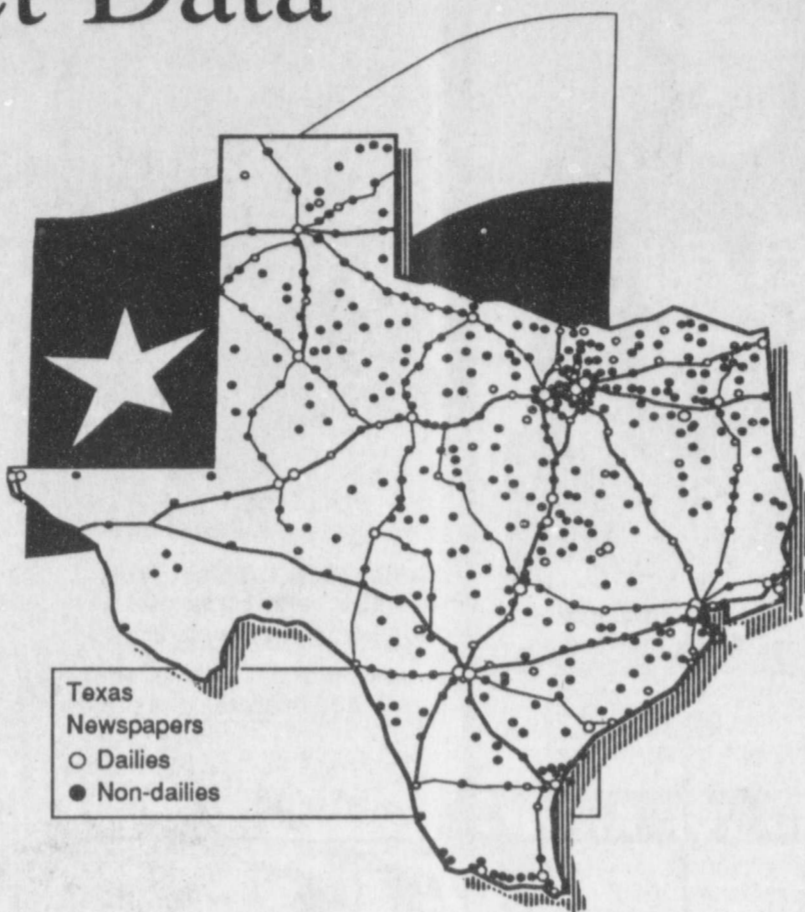 Data
Texas
Newspapers
○ Dailies
● Non-dailies